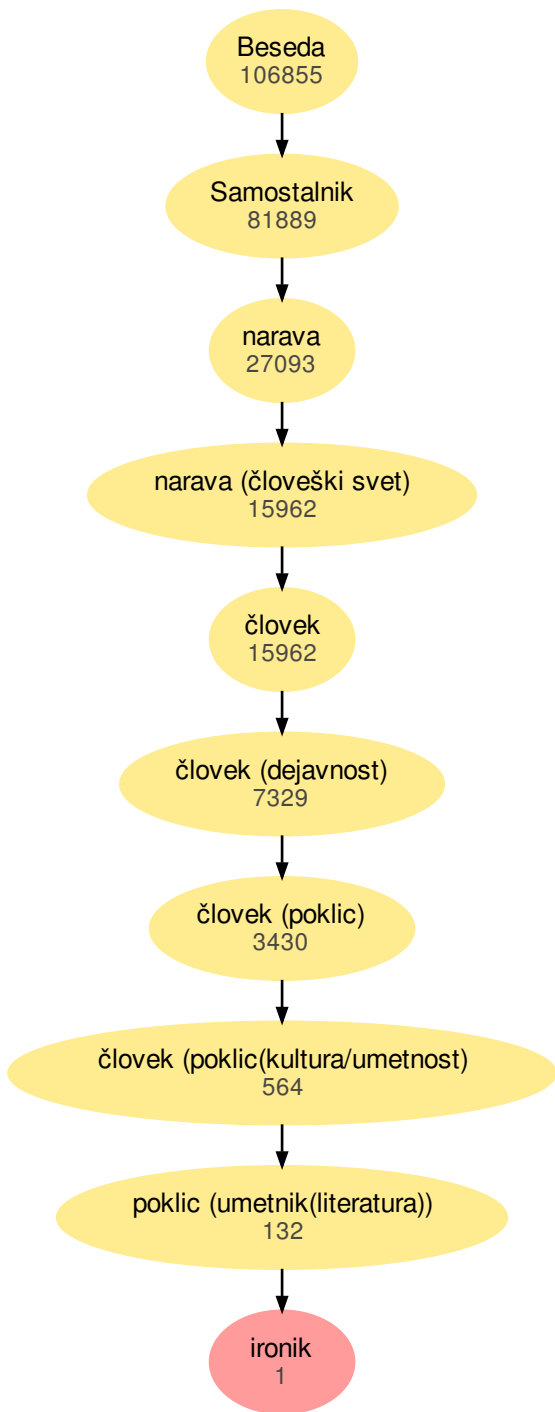 Beseda
106855
Samostalnik
81889
narava
27093
narava (človeški svet)
15962
človek
15962
človek (dejavnost)
7329
človek (poklic)
3430
človek (poklic(kultura/umetnost)
564
poklic (umetnik(literatura))
132
ironik
1